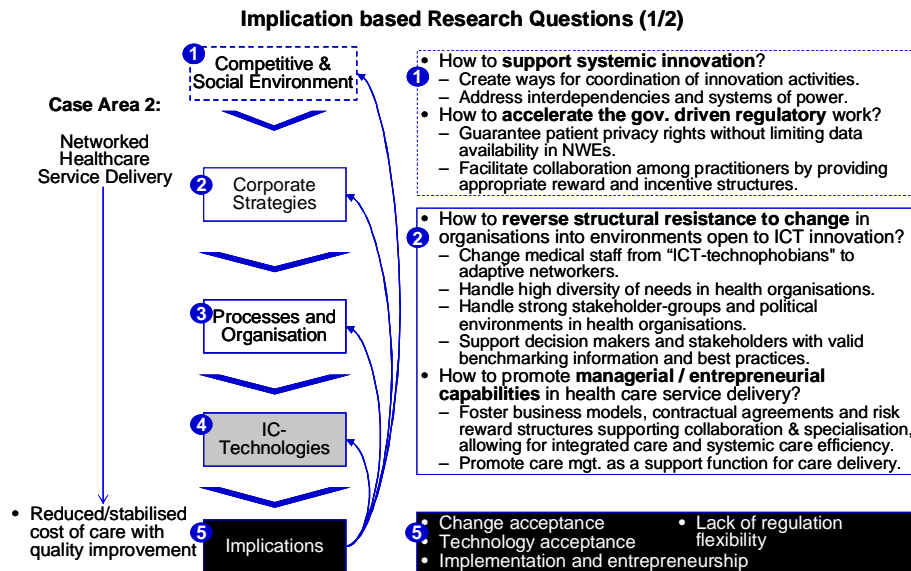 Implication based Research Questions (1/2)
Case Area 2:
Networked
Healthcare
Service Delivery
• Reduced/stabilised
cost of care with
quality improvement
1
Competitive &
Social Environment
2
Corporate
Strategies
3
Processes and
Organisation
4
IC-
Technologies
5
Implications
1
• How to support systemic innovation?
– Create ways for coordination of innovation activities.
– Address interdependencies and systems of power.
• How to accelerate the gov. driven regulatory work?
– Guarantee patient privacy rights without limiting data
availability in NWEs.
– Facilitate collaboration among practitioners by providing
appropriate reward and incentive structures.
2
• How to reverse structural resistance to change in
organisations into environments open to ICT innovation?
– Change medical staff from “ICT-technophobians" to
adaptive networkers.
– Handle high diversity of needs in health organisations.
– Handle strong stakeholder-groups and political
environments in health organisations.
– Support decision makers and stakeholders with valid
benchmarking information and best practices.
• How to promote managerial / entrepreneurial
capabilities in health care service delivery?
– Foster business models, contractual agreements and risk
reward structures supporting collaboration & specialisation,
allowing for integrated care and systemic care efficiency.
– Promote care mgt. as a support function for care delivery.
5
• Change acceptance
• Technology acceptance
• Implementation and entrepreneurship
• Lack of regulation
flexibility